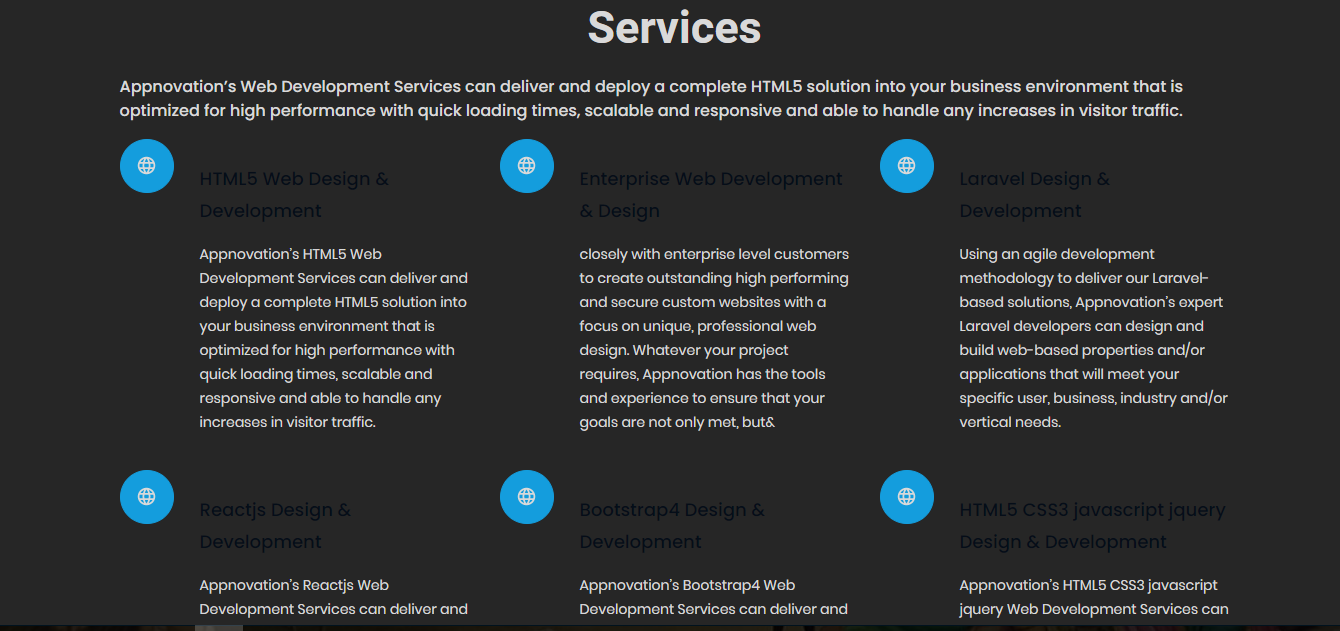 Services
Appnovation’s Web Development Services can deliver and deploy a complete HTML5 solution into your business environment that is
optimized for high performance with quick loading times, scalable and responsive and able to handle any increases in visitor traffic.
HTML5 Web Design &
Development
Appnovation’s HTML5 Web
Development Services can deliver and
deploy a complete HTML5 solution into
your business environment that is
optimized for high performance with
quick loading times, scalable and
responsive and able to handle any
increases in visitor traffic.
Enterprise Web Development
& Design
closely with enterprise level customers
to create outstanding high performing
and secure custom websites with a
focus on unique, professional web
design. Whatever your project
requires, Appnovation has the tools
and experience to ensure that your
goals are not only met, but&
Laravel Design &
Development
Using an agile development
methodology to deliver our Laravel-
based solutions, Appnovation’s expert
Laravel developers can design and
build web-based properties and/or
applications that will meet your
specific user, business, industry and/or
vertical needs.
Reactjs Design &
Development
Appnovation’s Reactjs Web
Development Services can deliver and
Bootstrap4 Design &
Development
Appnovation’s Bootstrap4 Web
Development Services can deliver and
HTML5 CSS3 javascript jquery
Design & Development
Appnovation’s HTML5 CSS3 javascript
jquery Web Development Services can